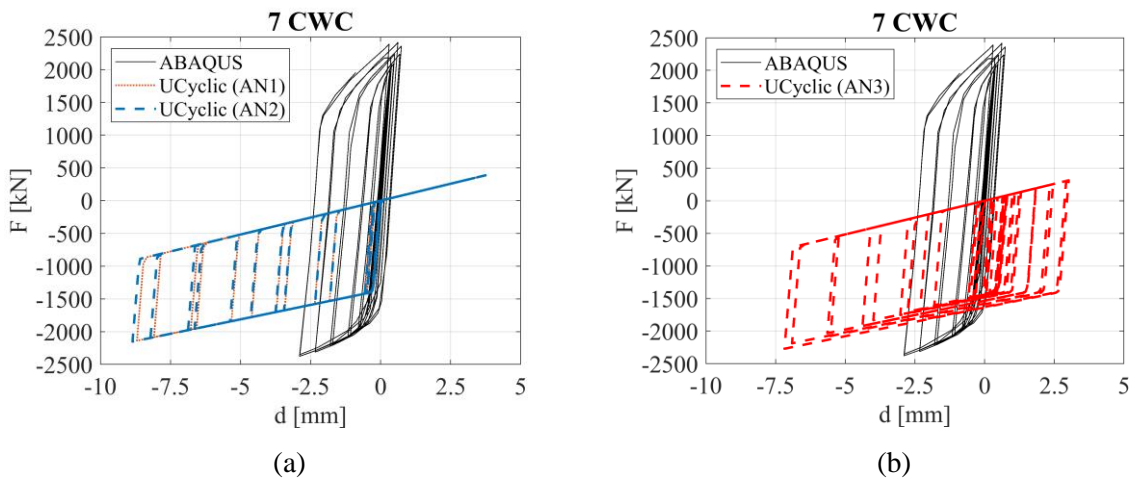 7 CWC
2500
2000
1500
1000
500
0
-500
-1000
-1500
-2000
-2500
F [kN]
ABAQUS
UCyclic (AN1)
UCyclic (AN2)
-10 -7.5 -5 -2.5 0 2.5 5
d [mm]
(a)
7 CWC
2500
2000
1500
1000
500
0
-500
-1000
-1500
-2000
-2500
F [kN]
ABAQUS
UCyclic (AN3)
-10 -7.5 -5 -2.5 0 2.5 5
d [mm]
(b)